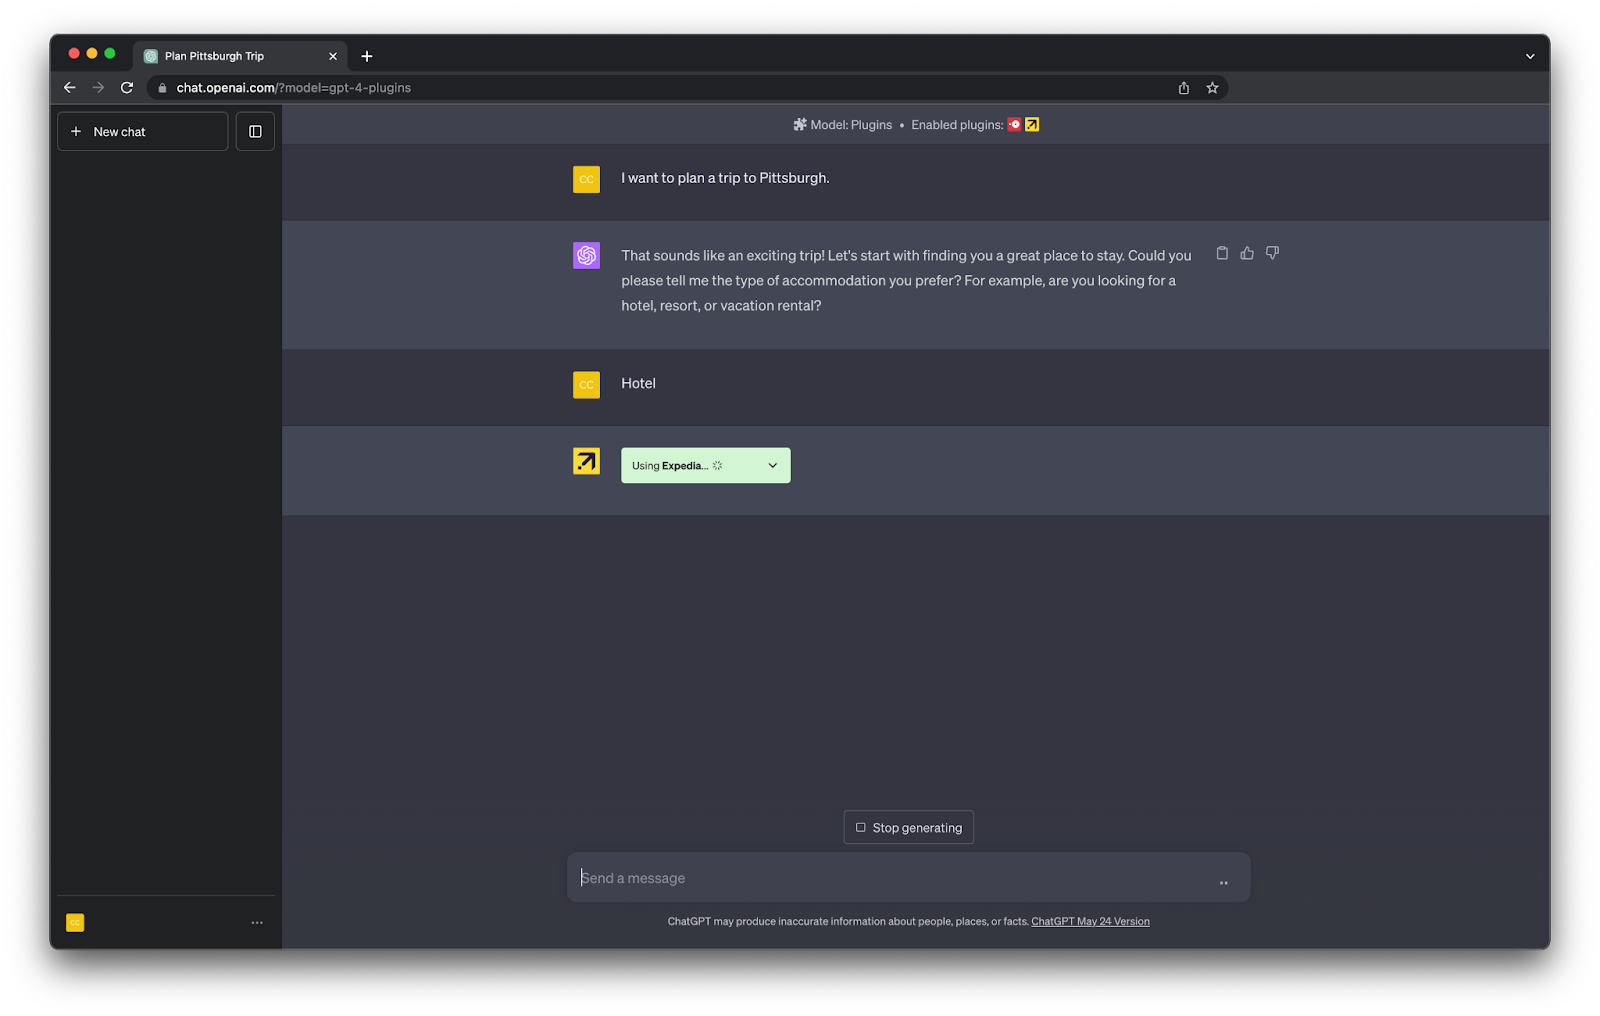 Plan Pittsburgh Trip
chat.openai.com/?model=gpt-4-plugins
New chat
Model: Plugins • Enabled plugins:
CC
I want to plan a trip to Pittsburgh.
That sounds like an exciting trip! Let's start with finding you a great place to stay. Could you
please tell me the type of accommodation you prefer? For example, are you looking for a
hotel, resort, or vacation rental?
CC
Hotel
Using Expedia...
Stop generating
Send a message
CC
ChatGPT may produce inaccurate information about people, places, or facts. ChatGPT May 24 Version